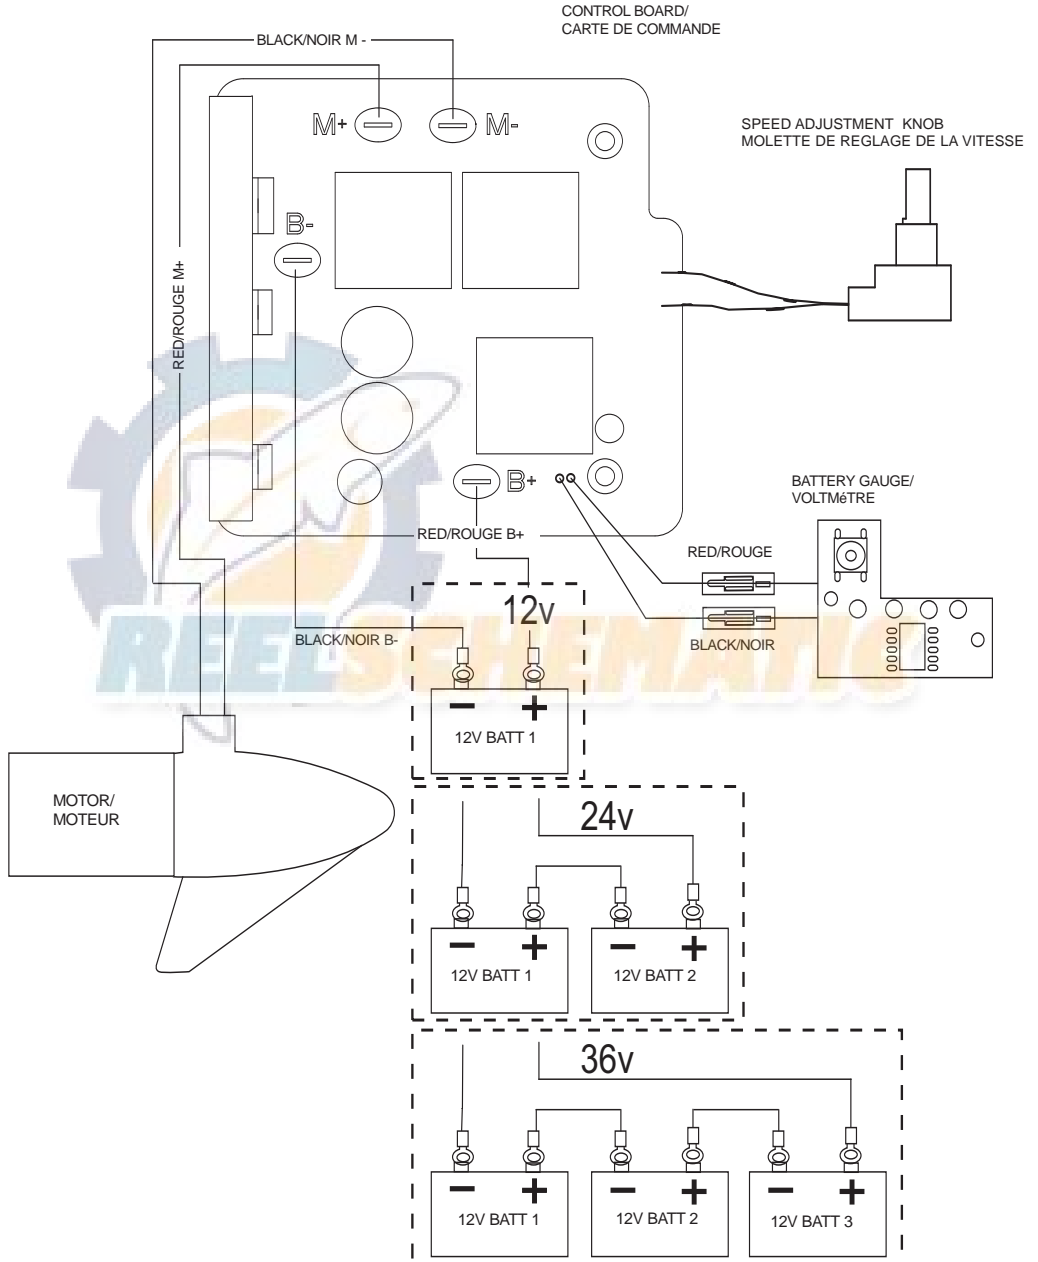 CONTROL BOARD/
CARTE DE COMMANDE
BLACK/NOIR M -
M+
M-
SPEED ADJUSTMENT KNOB
MOLETTE DE REGLAGE DE LA VITESSE
B-
RED/ROUGE M+
B+
BATTERY GAUGE/
VOLTMéTRE
RED/ROUGE B+
RED/ROUGE
12v
BLACK/NOIR B-
BLACK/NOIR
REELSCHEMATIC
- +
12V BATT 1
MOTOR/
MOTEUR
24v
- + - +
12V BATT 1
12V BATT 2
36v
- + - + - +
12V BATT 1
12V BATT 2
12V BATT 3